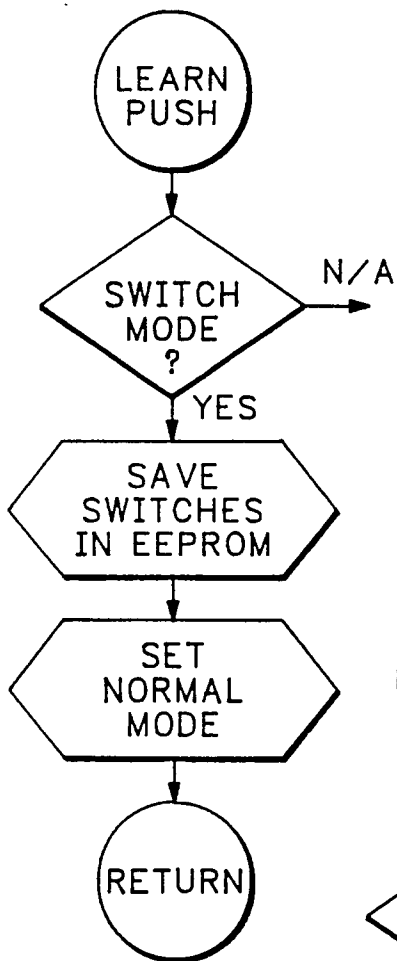 LEARN
PUSH
SWITCH
MODE
?
N/A
YES
SAVE
SWITCHES
IN EEPROM
SET
NORMAL
MODE
RETURN